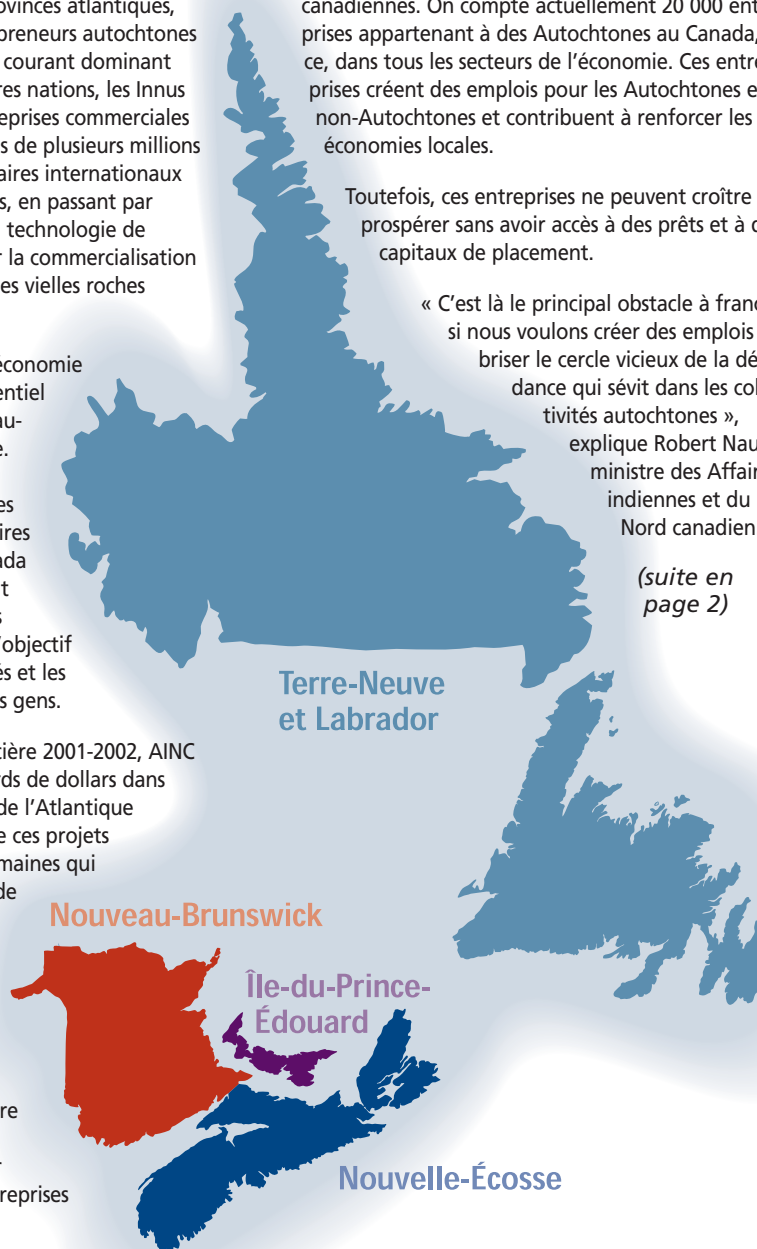 ovinces atlantiques,
preneurs autochtones
courant dominant
res nations, les Innus
eprises commerciales
s de plusieurs millions
aires internationaux
s, en passant par
technologie de
r la commercialisation
es vielles roches
économie
entiel
au-
e.
es
ires
ada
t
s
l'objectif
és et les
s gens.
tière 2001-2002, AINC
rds de dollars dans
de l'Atlantique
e ces projets
maines qui
de
re
r
reprises
canadiennes. On compte actuellement 20 000 ent
prises appartenant à des Autochtones au Canada,
ce, dans tous les secteurs de l'économie. Ces entre
prises créent des emplois pour les Autochtones e
non-Autochtones et contribuent à renforcer les
économies locales.
Toutefois, ces entreprises ne peuvent croître
prospérer sans avoir accès à des prêts et à d
capitaux de placement.
« C'est là le principal obstacle à franc
si nous voulons créer des emplois
briser le cercle vicieux de la dé
dance qui sévit dans les col
tivités autochtones »,
explique Robert Nau
ministre des Affair
indiennes et du
Nord canadien
(suite en
page 2)
Terre-Neuve
et Labrador
Nouveau-Brunswick
Île-du-Prince-
Édouard
Nouvelle-Écosse